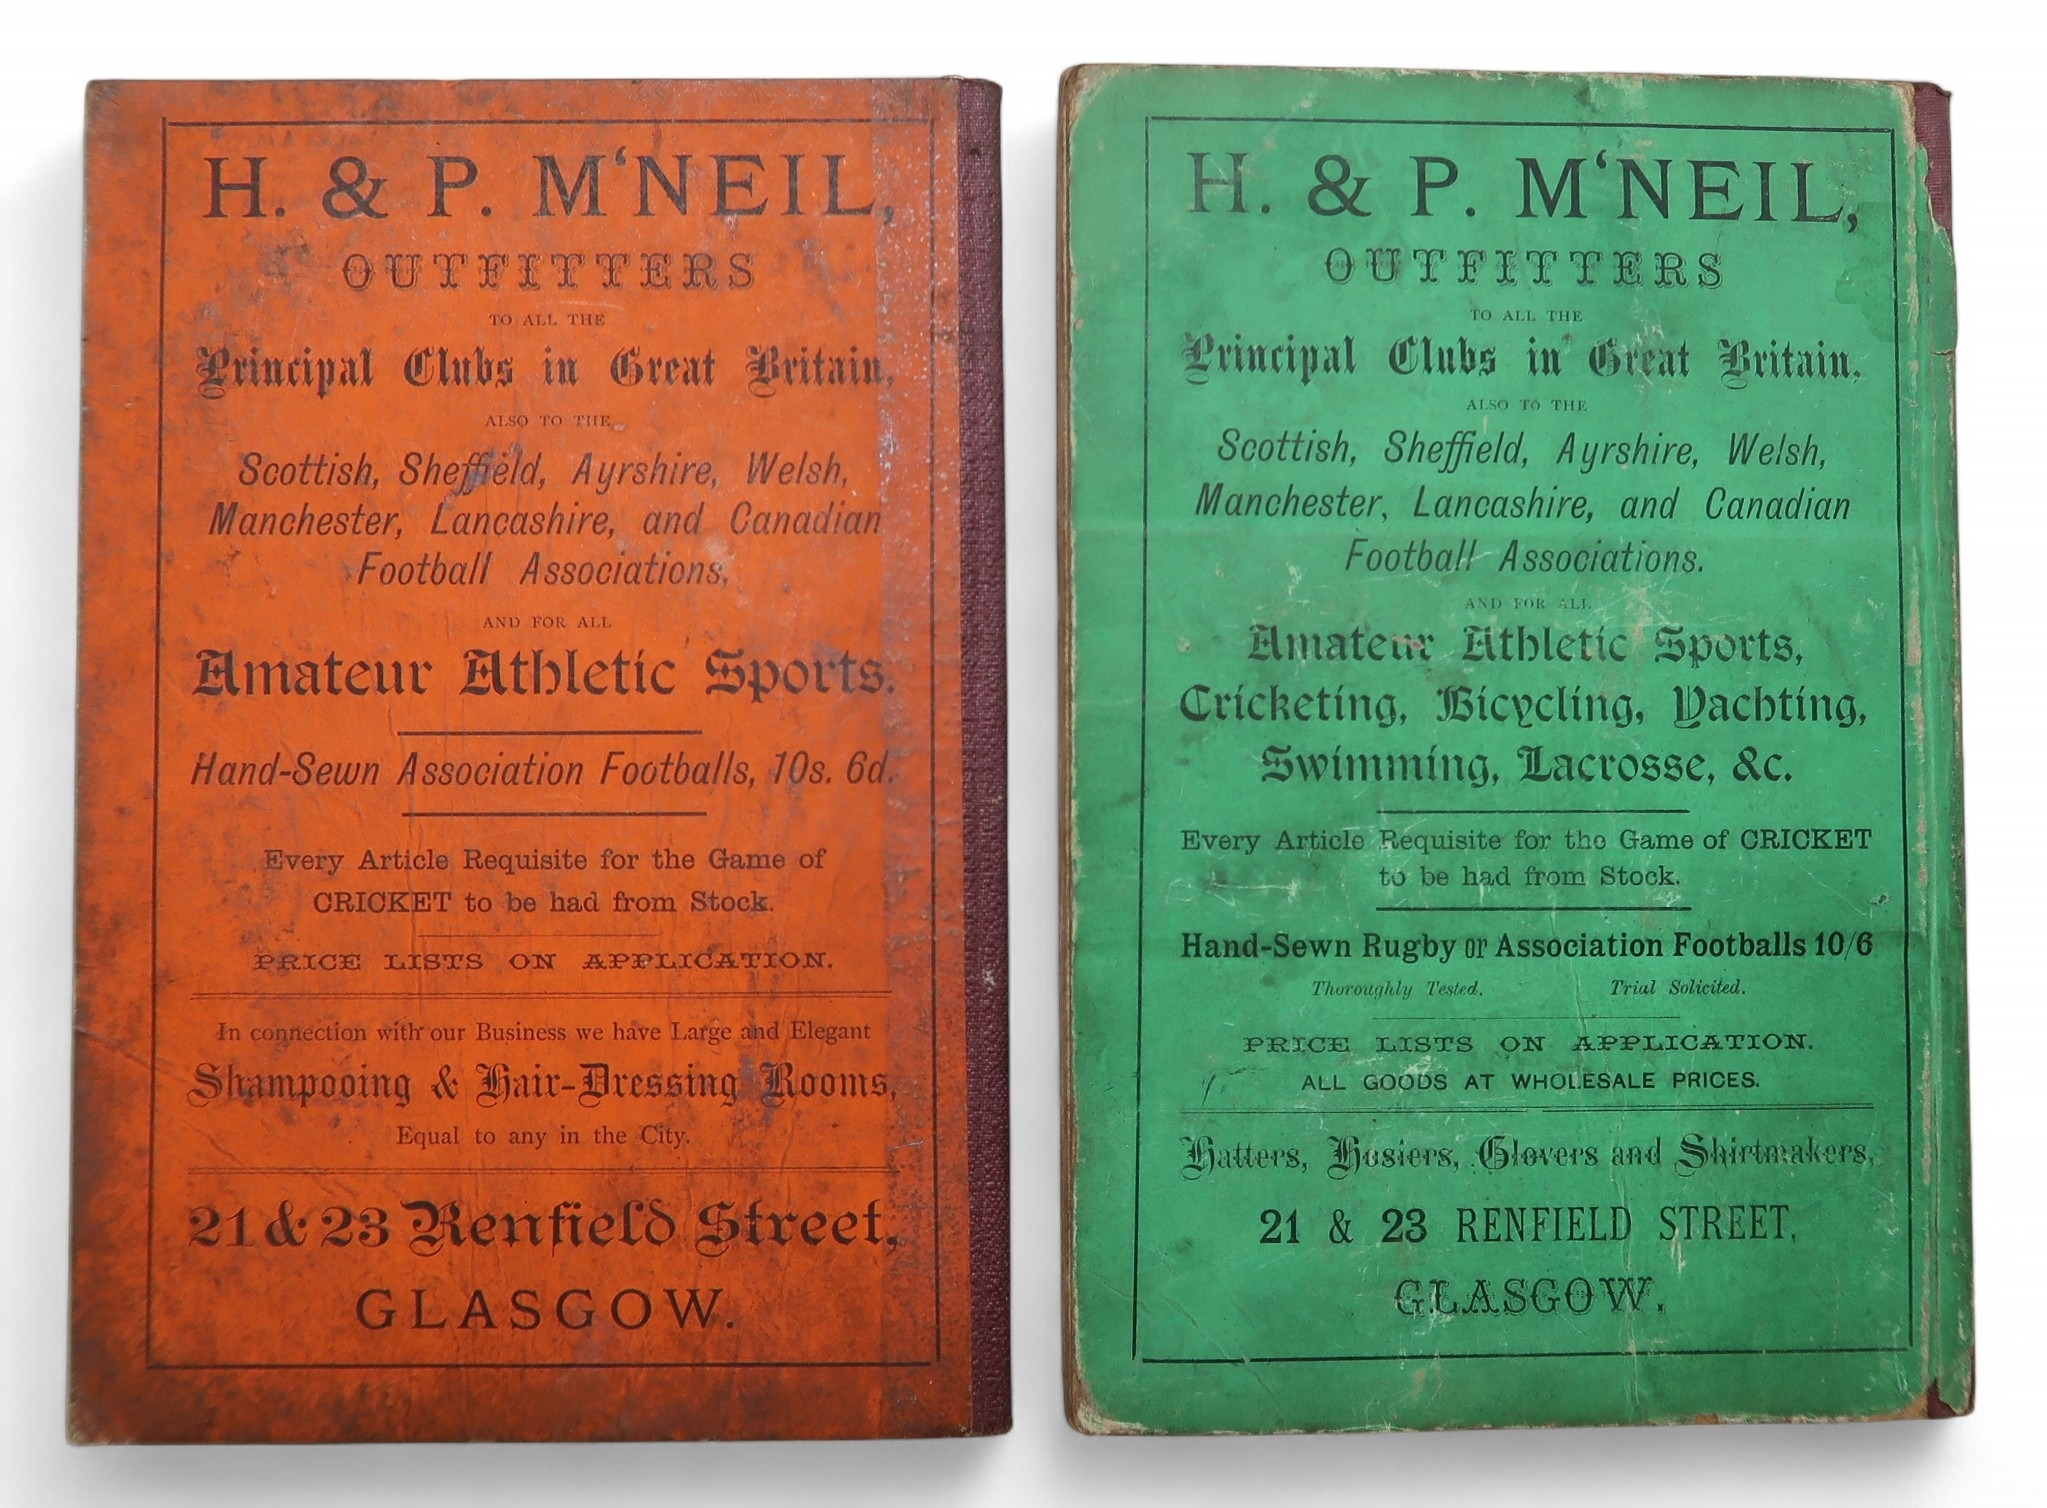 H. & P. M‘NEIL,
OUTFITTERS
TO ALL THE
Principal Clubs in Great Britain,
ALSO TO THE
Scottish, Sheffield, Ayrshire, Welsh,
Manchester, Lancashire, and Canadian
Football Associations,
AND FOR ALL
Amateur Athletic Sports.
Hand-Sewn Association Footballs, 10s. 6d.
Every Article Requisite for the Game of
CRICKET to be had from Stock.
PRICE LISTS ON APPLICATION.
In connection with our Business we have Large and Elegant
Shampooing & Hair-Dressing Rooms,
Equal to any in the City.
21 & 23 Renfield Street,
GLASGOW.
H. & P. M‘NEIL,
OUTFITTERS
TO ALL THE
Principal Clubs in Great Britain,
ALSO TO THE
Scottish, Sheffield, Ayrshire, Welsh,
Manchester, Lancashire, and Canadian
Football Associations.
AND FOR ALL
Amateur Athletic Sports,
Cricketing, Bicycling, Yachting,
Swimming, Lacrosse, &c.
Every Article Requisite for the Game of CRICKET
to be had from Stock.
Hand-Sewn Rugby or Association Footballs 10/6
Thoroughly Tested. Trial Solicited.
PRICE LISTS ON APPLICATION.
ALL GOODS AT WHOLESALE PRICES.
Hatters, Hosiers, Glovers and Shirtmakers,
21 & 23 RENFIELD STREET,
GLASGOW.